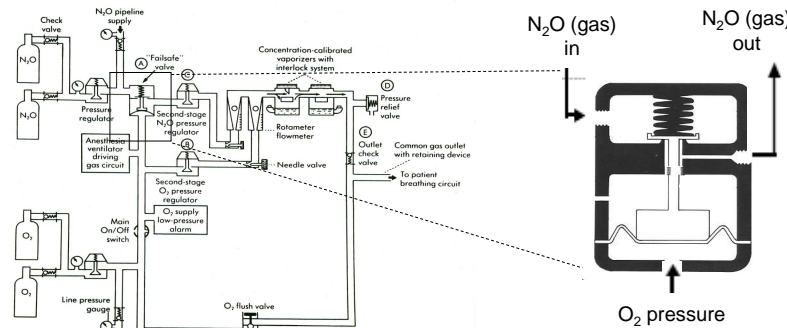 N₂O pipeline
supply
Check
valve
N₂O
N₂O
Pressure
regulator
A
"Failsafe"
valve
C
Second-stage
N₂O pressure
regulator
Concentration-calibrated
vaporizers with
interlock system
D
Pressure
relief
valve
Rotameter
flowmeter
E
Outlet
check
valve
Common gas outlet
with retaining device
Needle valve
To patient
breathing circuit
Anesthesia
ventilator
driving
gas circuit
B
Second-stage
O₂ pressure
regulator
O₂ supply
low-pressure
alarm
Main
On/Off
switch
O₂
O₂
Line pressure
gauge
O₂ flush valve
N₂O (gas)
in
N₂O (gas)
out
O₂ pressure